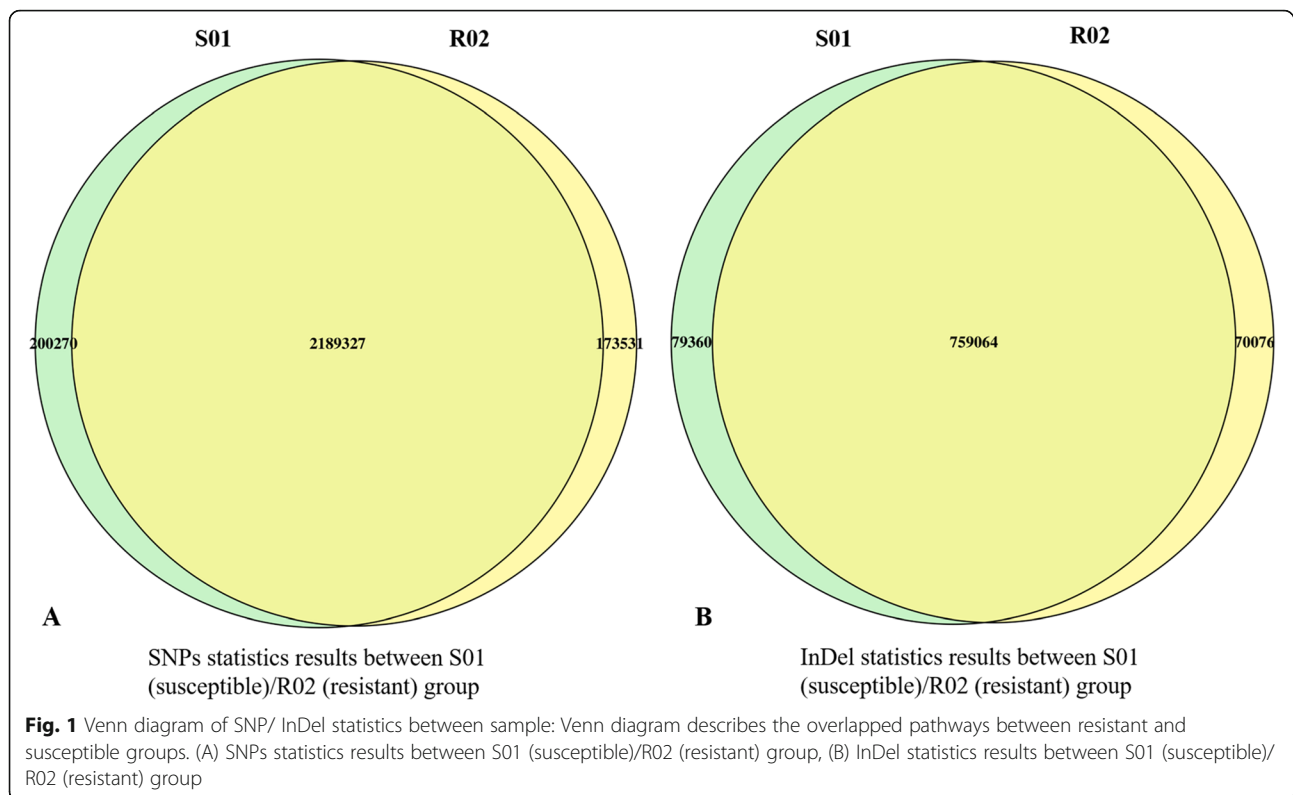 S01
R02
200270
2189327
173531
A
SNPs statistics results between S01
(susceptible)/R02 (resistant) group
S01
R02
79360
759064
70076
B
InDel statistics results between S01
(susceptible)/R02 (resistant) group
Fig. 1 Venn diagram of SNP/ InDel statistics between sample: Venn diagram describes the overlapped pathways between resistant and
susceptible groups. (A) SNPs statistics results between S01 (susceptible)/R02 (resistant) group, (B) InDel statistics results between S01 (susceptible)/
R02 (resistant) group